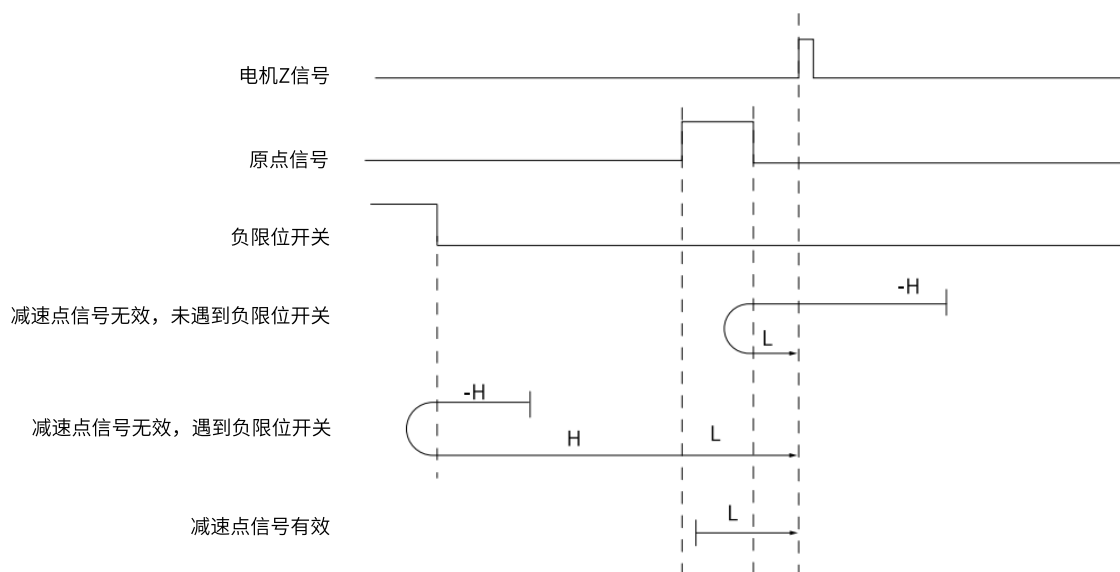 电机Z信号
原点信号
负限位开关
-H
减速点信号无效，未遇到负限位开关
L
-H
减速点信号无效，遇到负限位开关
H
L
L
减速点信号有效